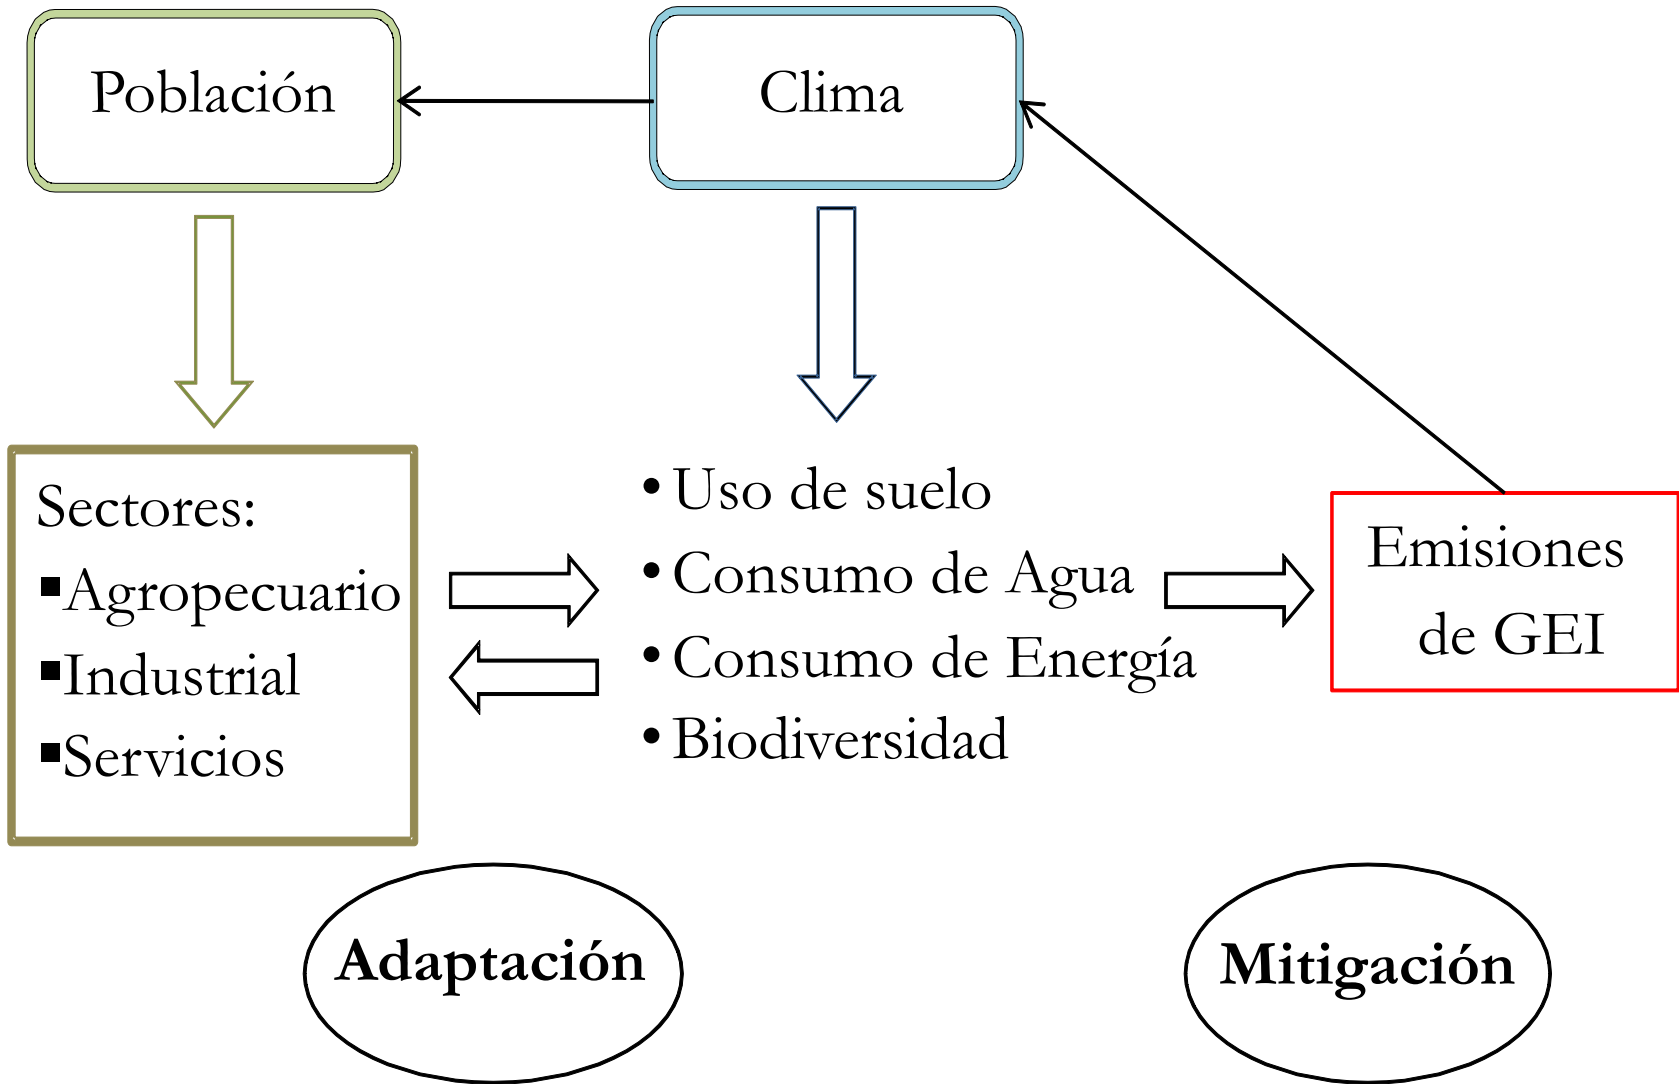 Población
Clima
Sectores:
▪Agropecuario
▪Industrial
▪Servicios
• Uso de suelo
• Consumo de Agua
• Consumo de Energía
• Biodiversidad
Emisiones
de GEI
Adaptación
Mitigación